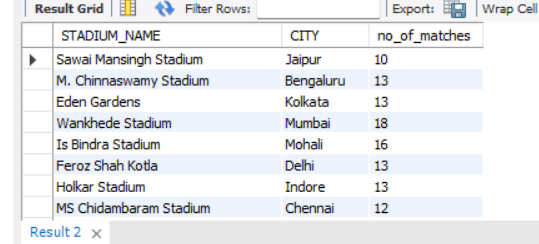 Result Grid Filter Rows: Export: Wrap Cell
STADIUM_NAME CITY no_of_matches
Sawai Mansingh Stadium Jaipur 10
M. Chinnaswamy Stadium Bengaluru 13
Eden Gardens Kolkata 13
Wankhede Stadium Mumbai 18
Is Bindra Stadium Mohali 16
Feroz Shah Kotla Delhi 13
Holkar Stadium Indore 13
MS Chidambaram Stadium Chennai 12
Result 2 ×